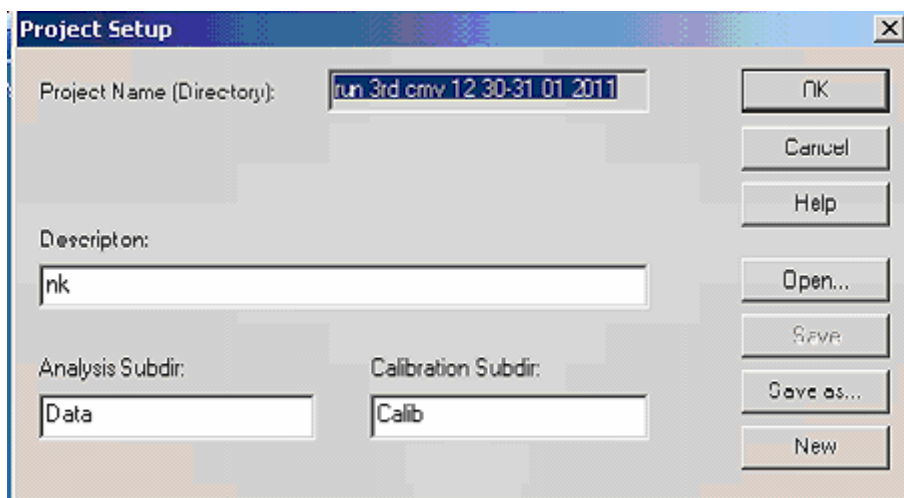 Project Setup
Project Name (Directory):
run 3rd cmv 12 30-31 01 2011
OK
Cancel
Help
Descripton:
nk
Open...
Save
Analysis Subdir:
Calibration Subdir:
Save as...
Data
Calib
New